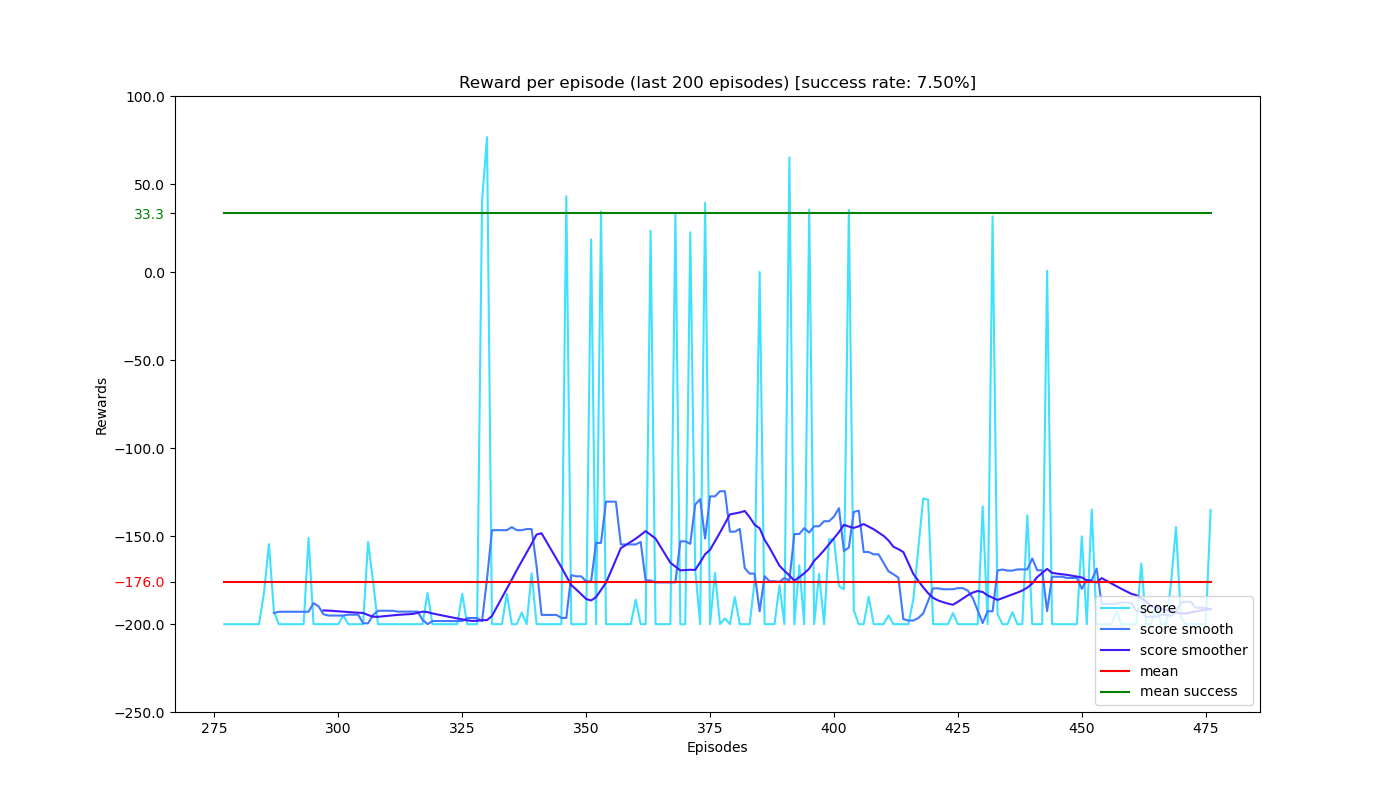 Reward per episode (last 200 episodes) [success rate: 7.50%]
100.0
50.0
33.3
0.0
−50.0
−100.0
−150.0
−176.0
−200.0
−250.0
Rewards
275 300 325 350 375 400 425 450 475
Episodes
score
score smooth
score smoother
mean
mean success